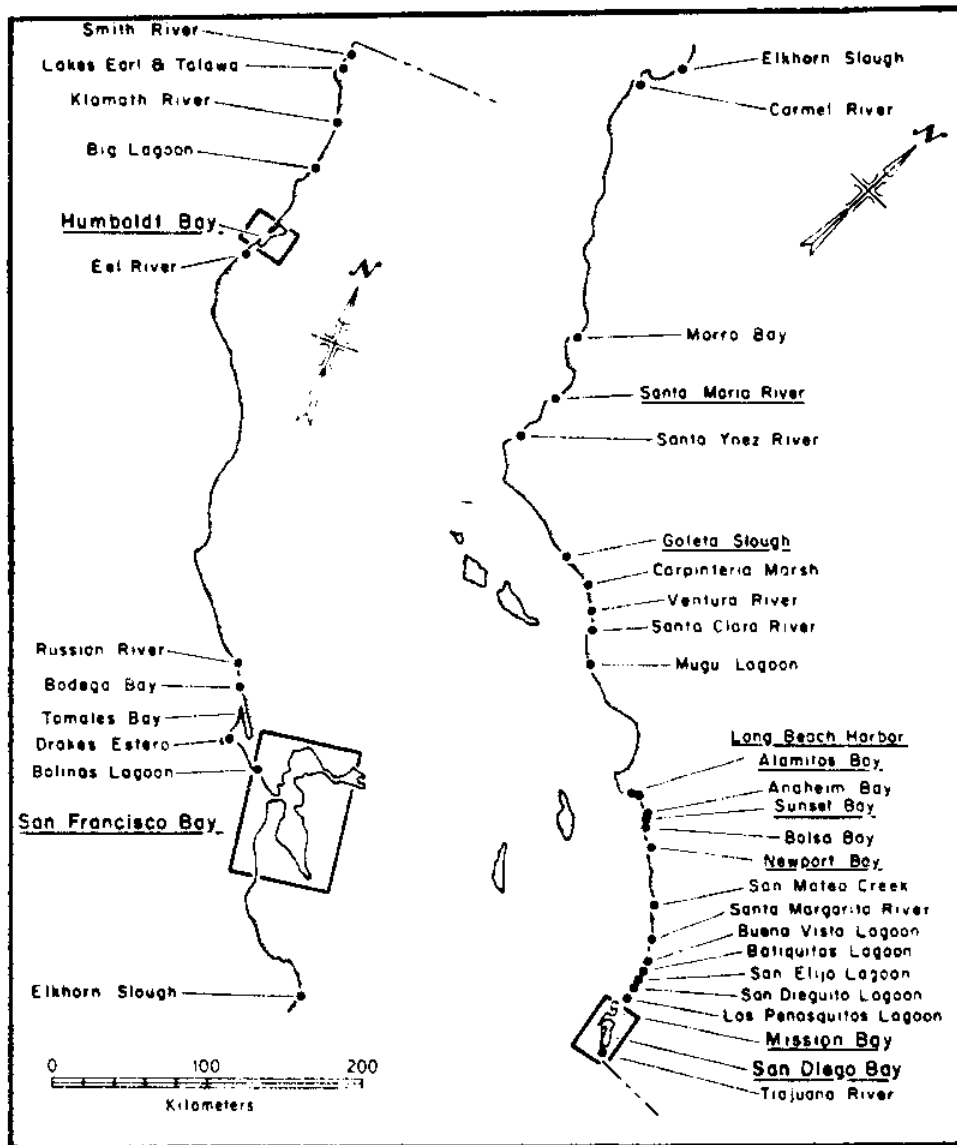 Smith River
Lakes Earl & Talawa
Klamath River
Big Lagoon
Humboldt Bay
Eel River
N
Russian River
Bodega Bay
Tomales Bay
Drakes Estero
Bolinas Lagoon
San Francisco Bay
Elkhorn Slough
0 100 200
Kilometers
Elkhorn Slough
Carmel River
N
Morro Bay
Santa Maria River
Santa Ynez River
Goleta Slough
Carpinteria Marsh
Ventura River
Santa Clara River
Mugu Lagoon
Long Beach Harbor
Alamitos Bay
Anaheim Bay
Sunset Bay
Bolsa Bay
Newport Bay
San Mateo Creek
Santa Margarita River
Buena Vista Lagoon
Batiquitos Lagoon
San Elijo Lagoon
San Dieguito Lagoon
Los Penasquitos Lagoon
Mission Bay
San Diego Bay
Tiajuana River